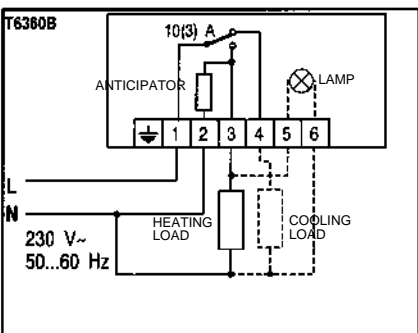 T6360B
10(3) A
ANTICIPATOR
LAMP
1 2 3 4 5 6
L
N
230 V~
50...60 Hz
HEATING
LOAD
COOLING
LOAD